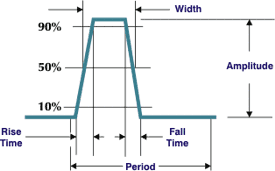 Width
90%
50%
Amplitude
10%
Rise
Time
Fall
Time
Period